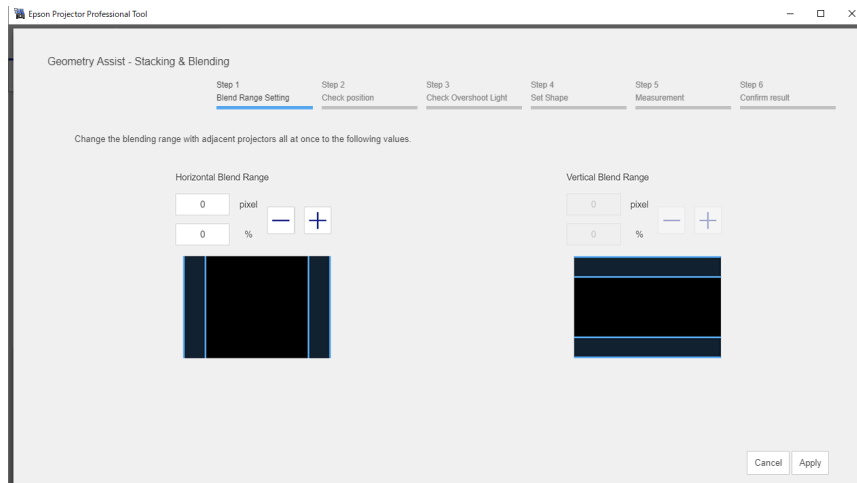 Epson Projector Professional Tool
Geometry Assist - Stacking & Blending
Step 1
Blend Range Setting
Step 2
Check position
Step 3
Check Overshoot Light
Step 4
Set Shape
Step 5
Measurement
Step 6
Confirm result
Change the blending range with adjacent projectors all at once to the following values.
Horizontal Blend Range
0 pixel
0 %
Vertical Blend Range
0 pixel
0 %
Cancel
Apply